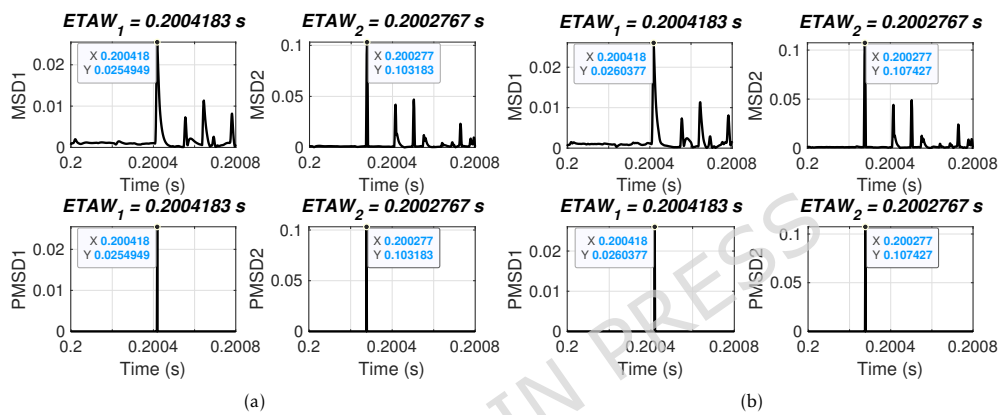 ETAW1 = 0.2004183 s
ETAW2 = 0.2002767 s
X 0.200418
Y 0.0254949
X 0.200277
Y 0.103183
MSD1
0.02
0.01
0
0.2
0.2004
0.2008
Time (s)
MSD2
0.1
0.05
0
0.2
0.2004
0.2008
Time (s)
ETAW1 = 0.2004183 s
ETAW2 = 0.2002767 s
X 0.200418
Y 0.0254949
X 0.200277
Y 0.103183
PMSD1
0.02
0.01
0
0.2
0.2004
0.2008
Time (s)
PMSD2
0.1
0.05
0
0.2
0.2004
0.2008
Time (s)
(a)
ETAW1 = 0.2004183 s
ETAW2 = 0.2002767 s
X 0.200418
Y 0.0260377
X 0.200277
Y 0.107427
MSD1
0.02
0.01
0
0.2
0.2004
0.2008
Time (s)
MSD2
0.1
0.05
0
0.2
0.2004
0.2008
Time (s)
ETAW1 = 0.2004183 s
ETAW2 = 0.2002767 s
X 0.200418
Y 0.0260377
X 0.200277
Y 0.107427
PMSD1
0.02
0.01
0
0.2
0.2004
0.2008
Time (s)
PMSD2
0.1
0.05
0
0.2
0.2004
0.2008
Time (s)
(b)
IN PRESS